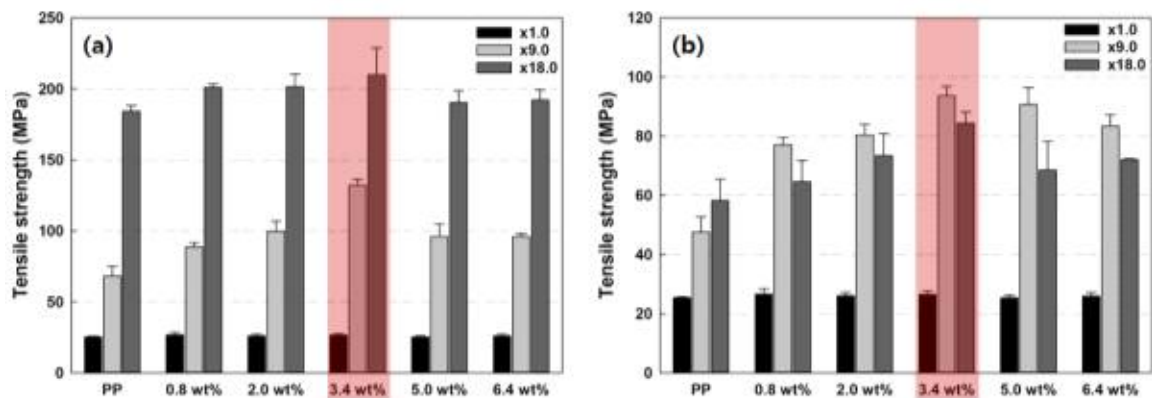 (a)
x1.0
x9.0
x18.0
Tensile strength (MPa)
250
200
150
100
50
0
PP 0.8 wt% 2.0 wt% 3.4 wt% 5.0 wt% 6.4 wt%
(b)
x1.0
x9.0
x18.0
Tensile strength (MPa)
120
100
80
60
40
20
0
PP 0.8 wt% 2.0 wt% 3.4 wt% 5.0 wt% 6.4 wt%